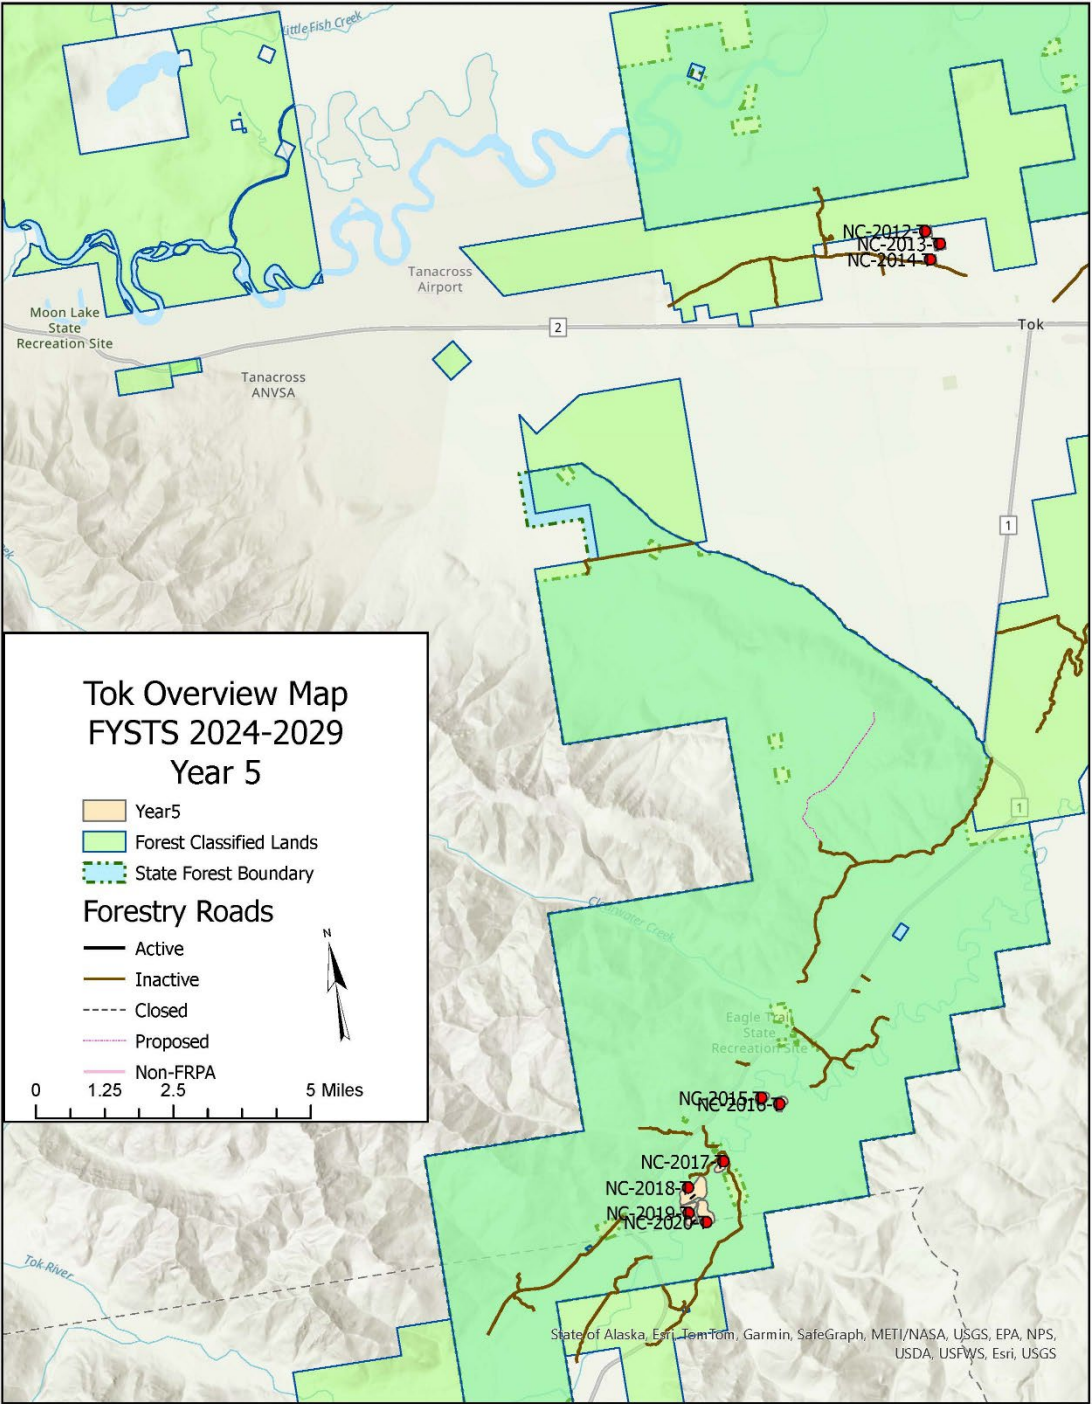 Little Fish Creek
NC-2012-T
NC-2013-T
NC-2014-T
Tanacross
Airport
Moon Lake
State
Recreation Site
2
Tok
Tanacross
ANVSA
1
Tok Overview Map
FYSTS 2024-2029
Year 5
Year5
Forest Classified Lands
State Forest Boundary
Forestry Roads
Active
Inactive
Closed
Proposed
Non-FRPA
N
0 1.25 2.5 5 Miles
1
Clearwater Creek
Eagle Trail
State
Recreation Site
NC-2015-T
NC-2016-T
NC-2017-T
NC-2018-T
NC-2019-T
NC-2020-T
Tok River
State of Alaska, Esri, TomTom, Garmin, SafeGraph, METI/NASA, USGS, EPA, NPS,
USDA, USFWS, Esri, USGS